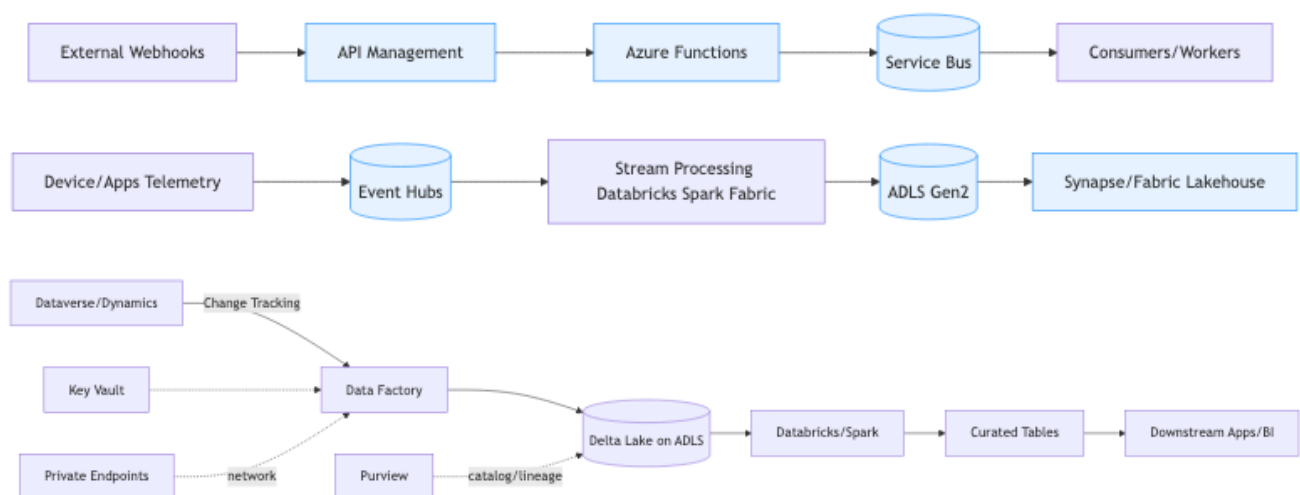 External Webhooks
API Management
Azure Functions
Service Bus
Consumers/Workers
Device/Apps Telemetry
Event Hubs
Stream Processing
Databricks Spark Fabric
ADLS Gen2
Synapse/Fabric Lakehouse
Dataverse/Dynamics
Change Tracking
Key Vault
Data Factory
Delta Lake on ADLS
Databricks/Spark
Curated Tables
Downstream Apps/BI
Private Endpoints
network
Purview
catalog/lineage